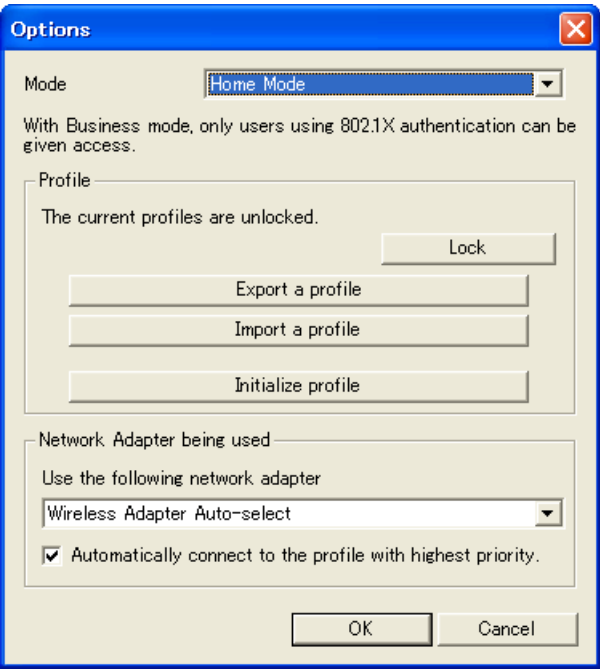 Options
Mode
Home Mode
With Business mode, only users using 802.1X authentication can be
given access.
Profile
The current profiles are unlocked.
Lock
Export a profile
Import a profile
Initialize profile
Network Adapter being used
Use the following network adapter
Wireless Adapter Auto-select
Automatically connect to the profile with highest priority.
OK
Cancel